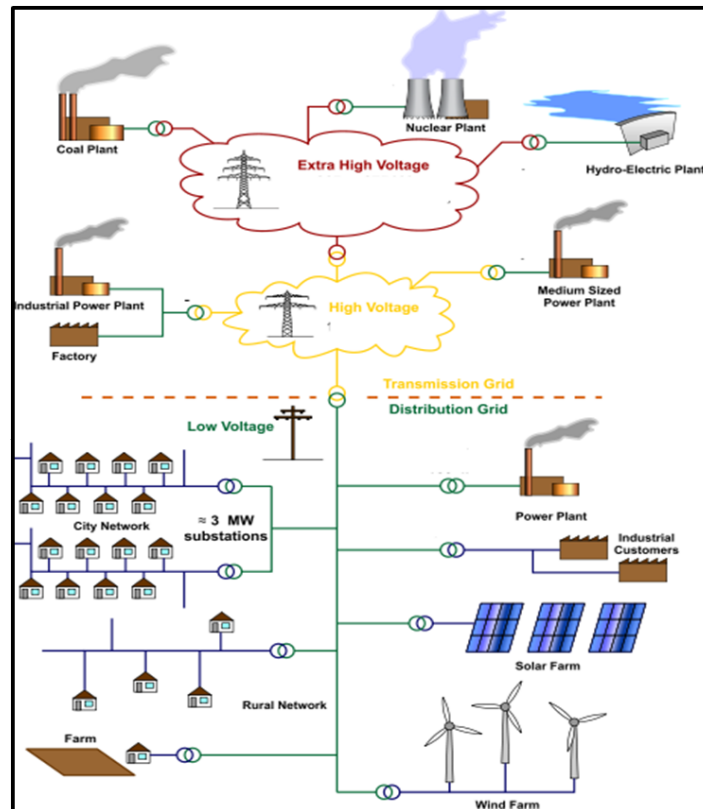 Coal Plant
Nuclear Plant
Hydro-Electric Plant
Extra High Voltage
Industrial Power Plant
Factory
High Voltage
Medium Sized
Power Plant
Transmission Grid
Distribution Grid
Low Voltage
City Network
≈ 3 MW
substations
Power Plant
Industrial
Customers
Solar Farm
Rural Network
Farm
Wind Farm